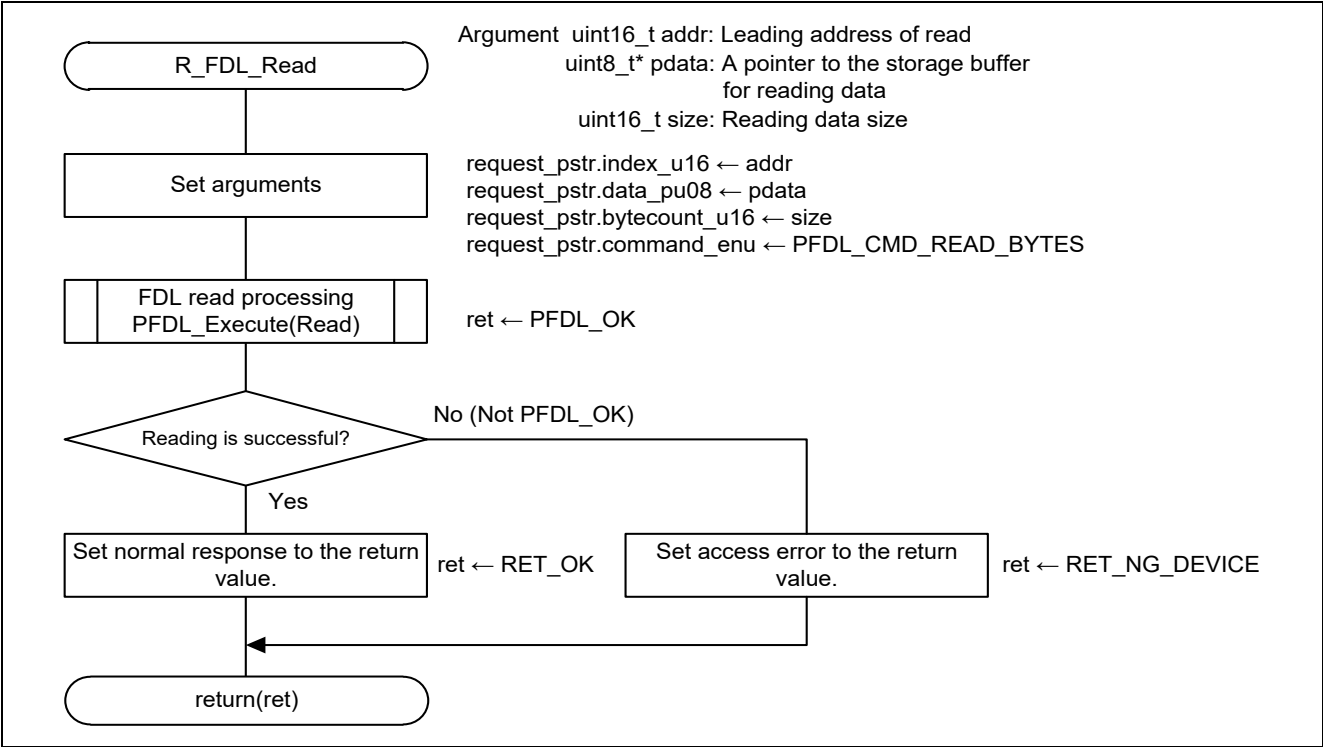 R_FDL_Read
Argument uint16_t addr: Leading address of read
uint8_t* pdata: A pointer to the storage buffer
for reading data
uint16_t size: Reading data size
Set arguments
request_pstr.index_u16 ← addr
request_pstr.data_pu08 ← pdata
request_pstr.bytecount_u16 ← size
request_pstr.command_enu ← PFDL_CMD_READ_BYTES
FDL read processing
PFDL_Execute(Read)
ret ← PFDL_OK
Reading is successful?
No (Not PFDL_OK)
Yes
Set normal response to the return
value.
ret ← RET_OK
Set access error to the return
value.
ret ← RET_NG_DEVICE
return(ret)